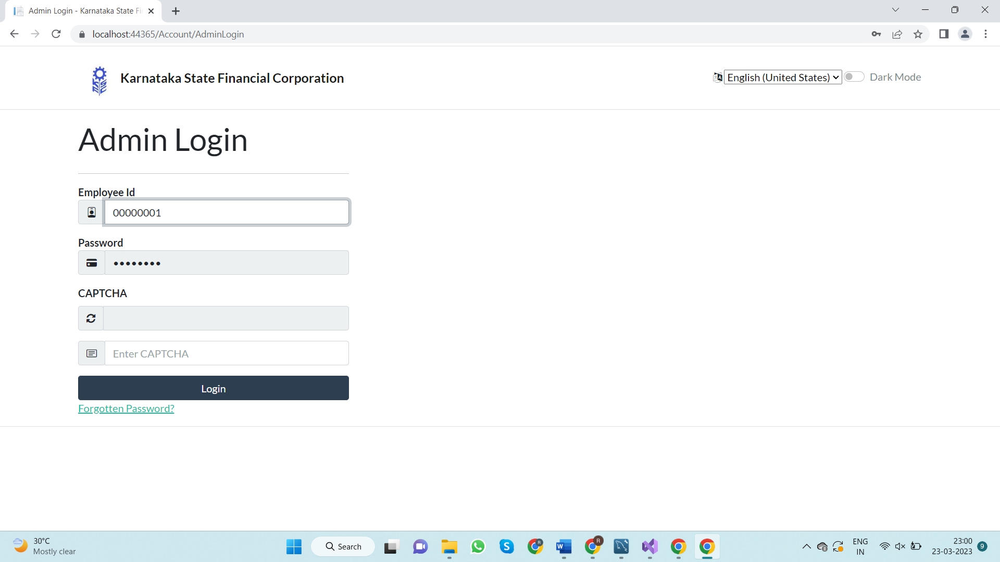 Admin Login - Karnataka State Fi
localhost:44365/Account/AdminLogin
Karnataka State Financial Corporation
English (United States)
Dark Mode
Admin Login
Employee Id
00000001
Password
••••••••
CAPTCHA
Enter CAPTCHA
Login
Forgotten Password?
30°C
Mostly clear
Search
R
R
ENG
IN
23:00
23-03-2023
9